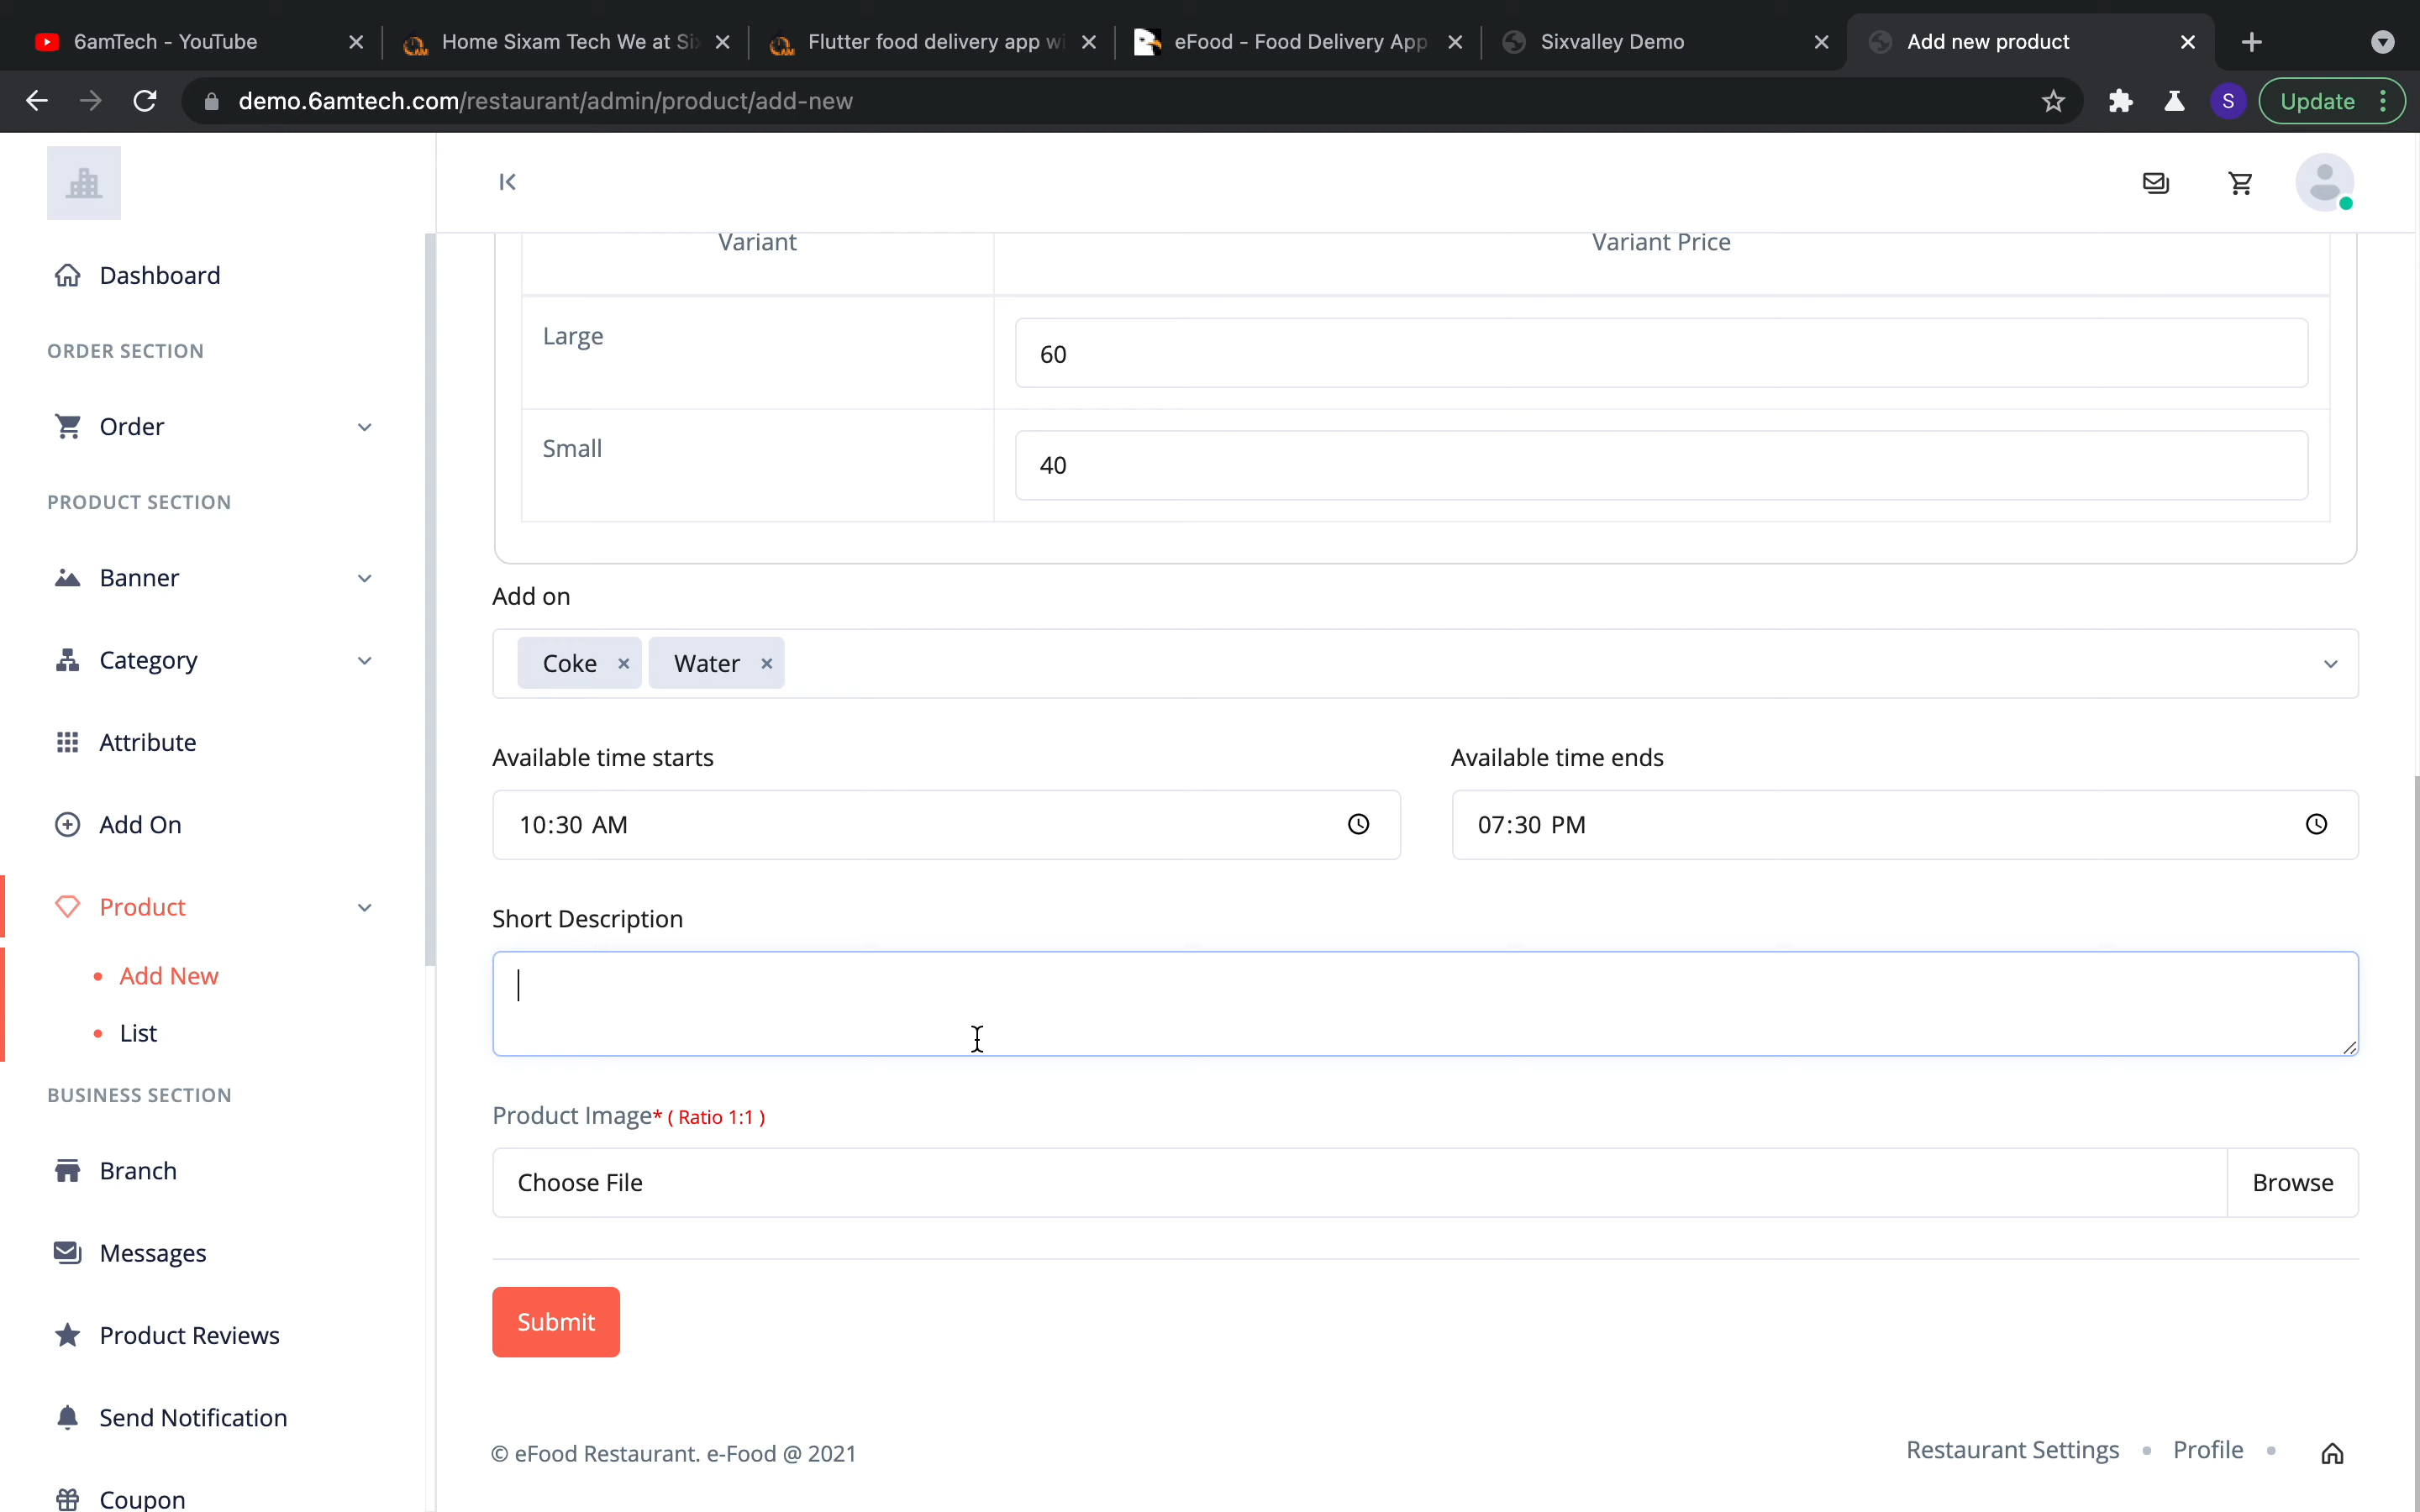 6amTech - YouTube
Home Sixam Tech We at Si
Flutter food delivery app wi
eFood - Food Delivery App
Sixvalley Demo
Add new product
demo.6amtech.com/restaurant/admin/product/add-new
S
Update
Dashboard
ORDER SECTION
Order
PRODUCT SECTION
Banner
Category
Attribute
Add On
Product
Add New
List
BUSINESS SECTION
Branch
Messages
Product Reviews
Send Notification
Coupon
Variant
Variant Price
Large
60
Small
40
Add on
Coke ×
Water ×
Available time starts
Available time ends
10:30 AM
07:30 PM
Short Description
Product Image* ( Ratio 1:1 )
Choose File
Browse
Submit
© eFood Restaurant. e-Food @ 2021
Restaurant Settings • Profile •